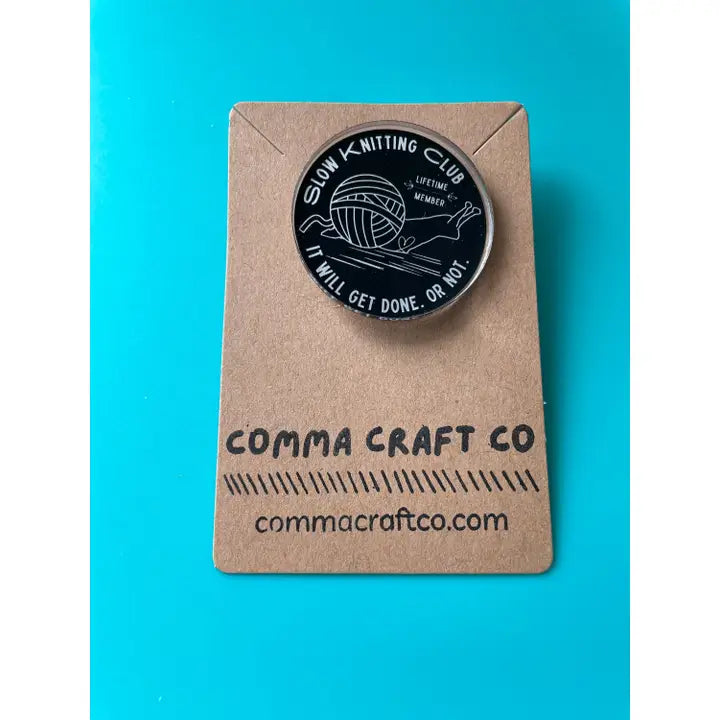 Slow Knitting Club
LIFETIME
MEMBER
IT WILL GET DONE. OR NOT.
COMMA CRAFT CO
commacraftco.com